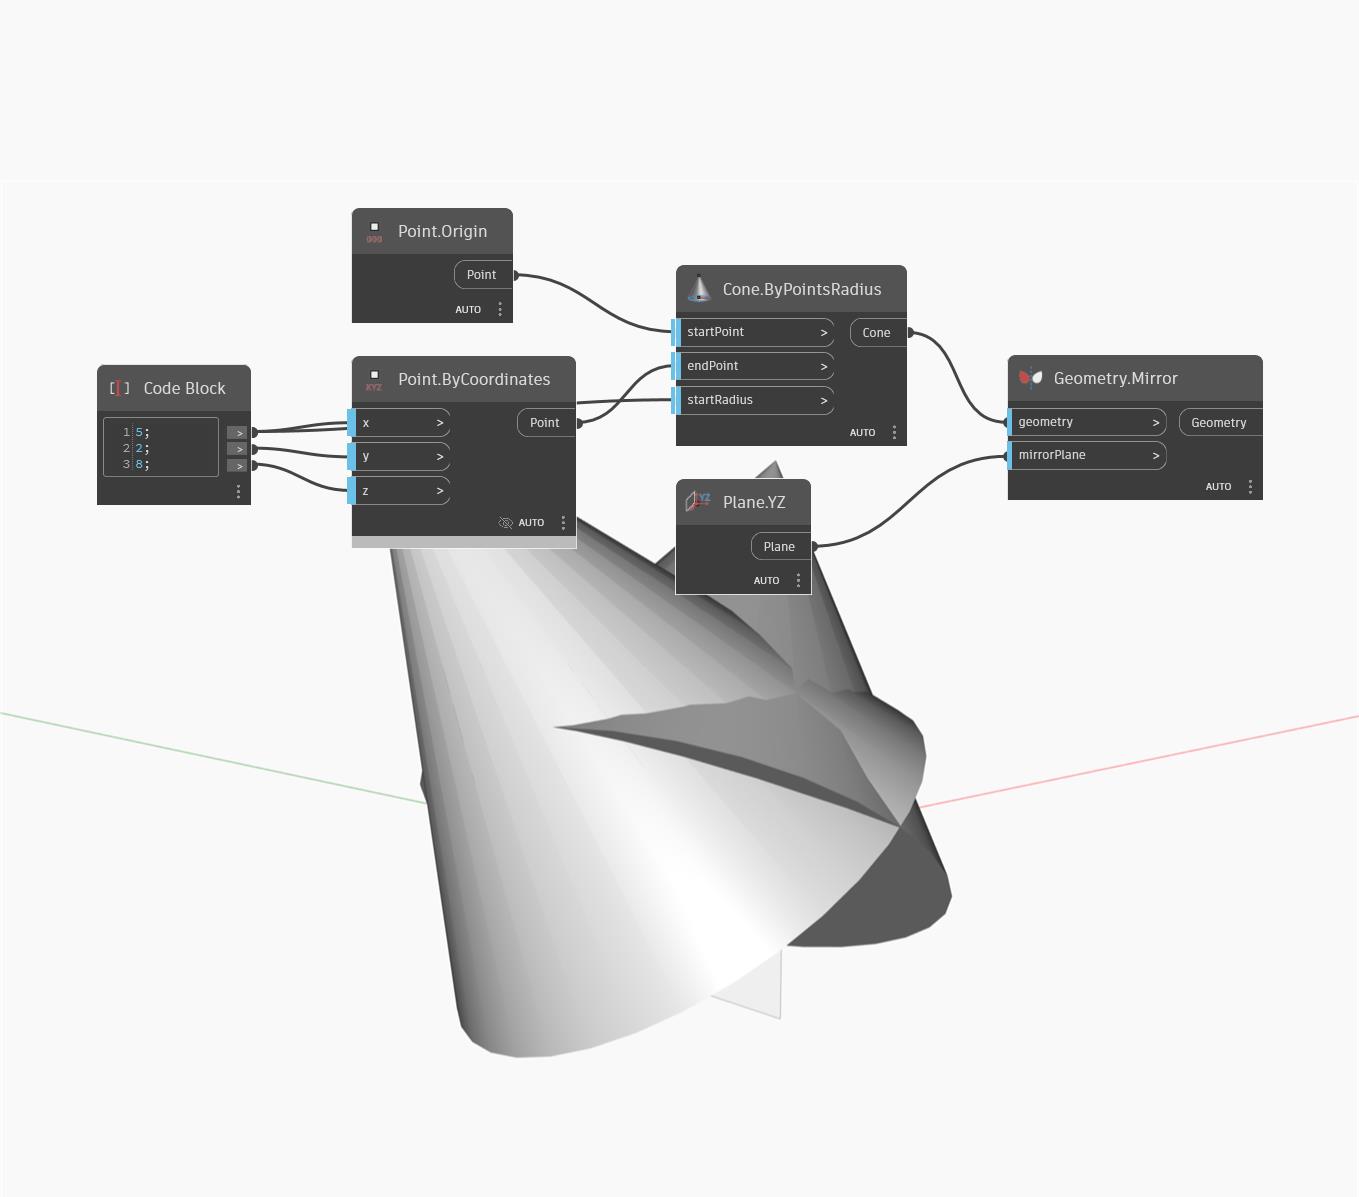 Point.Origin
Point
AUTO
Code Block
1 5;
2 2;
3 8;
>
>
>
Point.ByCoordinates
x >
y >
z >
Point
AUTO
Cone.ByPointsRadius
startPoint >
endPoint >
startRadius >
Cone
AUTO
Plane.YZ
Plane
AUTO
Geometry.Mirror
geometry >
mirrorPlane >
Geometry
AUTO